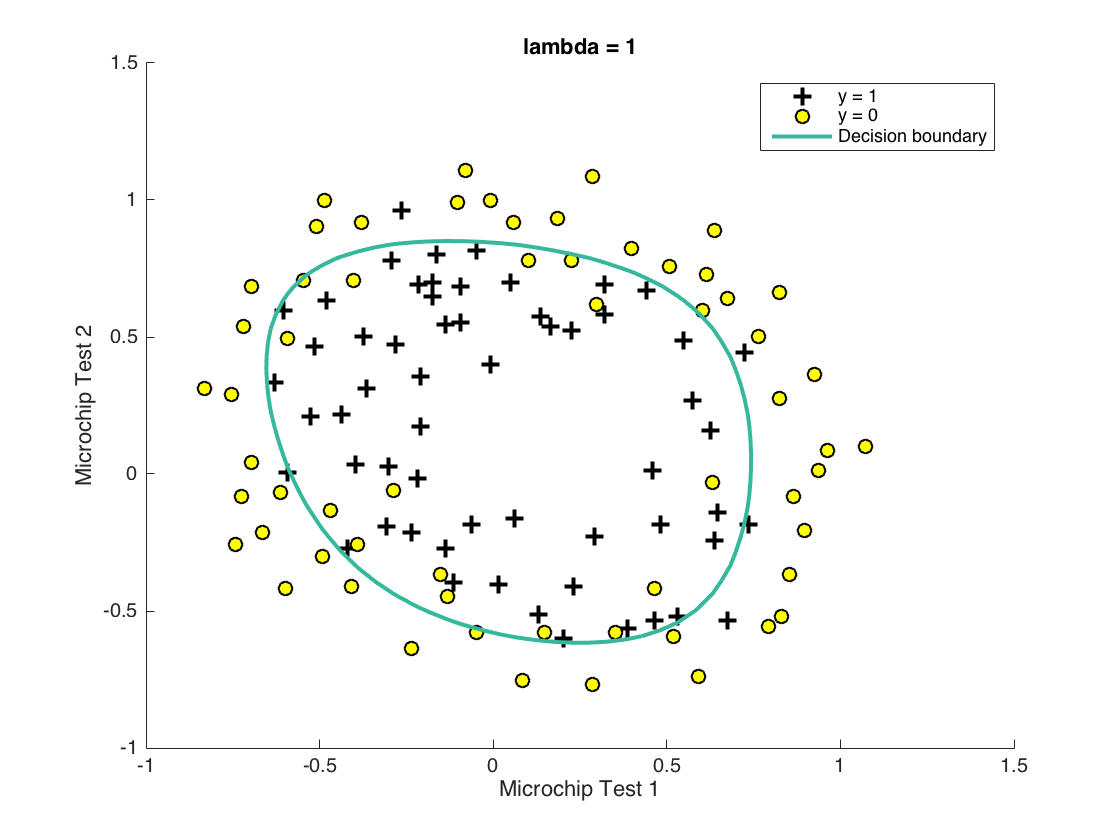 lambda = 1
y = 1
y = 0
Decision boundary
1.5
1
0.5
0
-0.5
-1
Microchip Test 2
-1
-0.5
0
0.5
1
1.5
Microchip Test 1